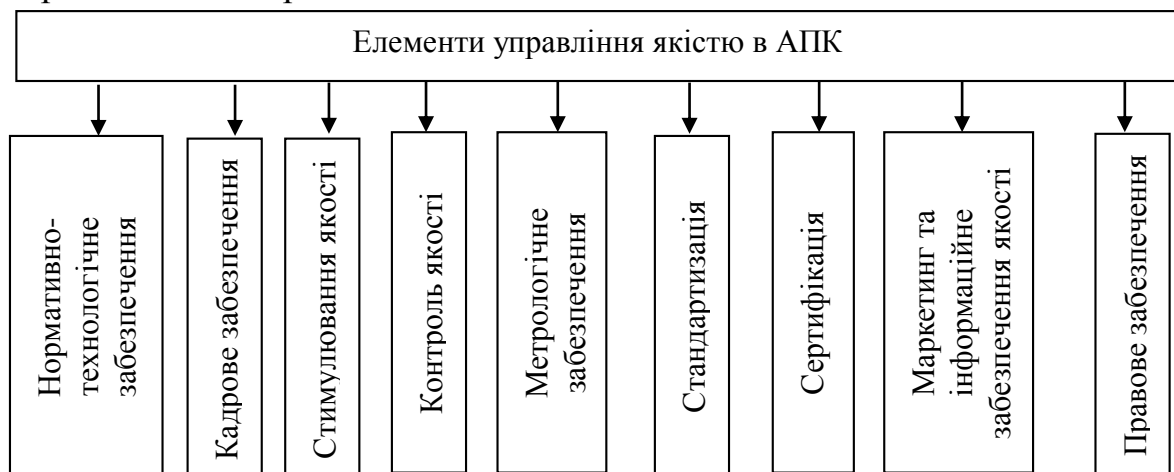 Елементи управління якістю в АПК
Нормативно-
технологічне
забезпечення
Кадрове забезпечення
Стимулювання якості
Контроль якості
Метрологічне
забезпечення
Стандартизація
Сертифікація
Маркетинг та
інформаційне
забезпечення якості
Правове забезпечення